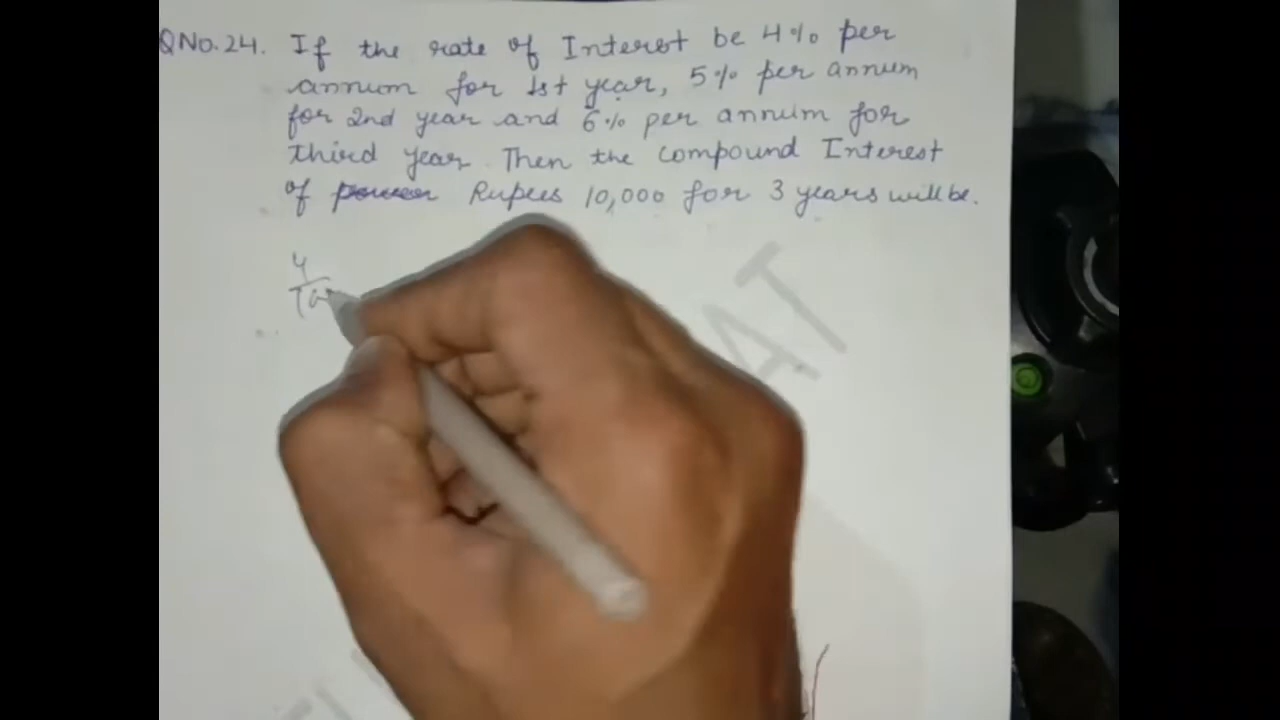 QNo.24. If the rate of Interest be 4% per
annum for 1st year, 5% per annum
for 2nd year and 6% per annum for
third year. Then the compound Interest
of Rupees 10,000 for 3 years will be.
4